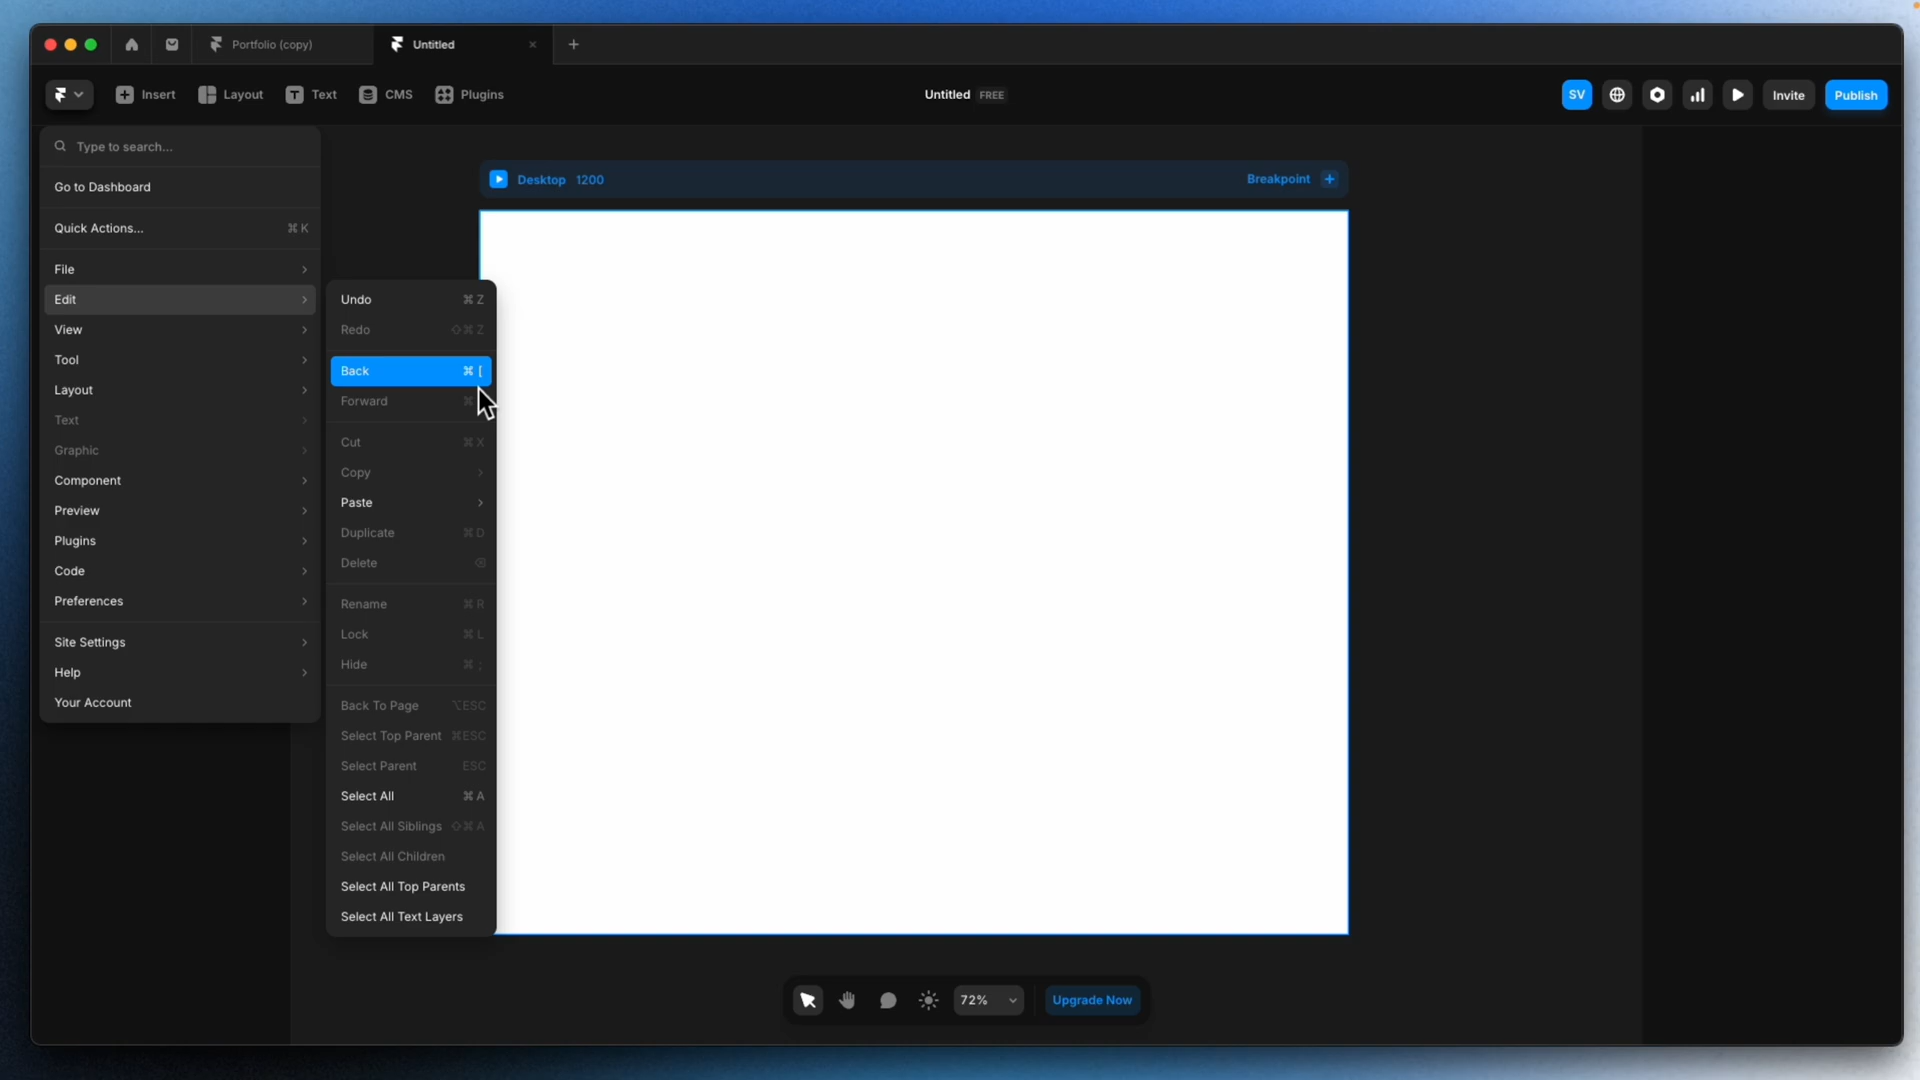 Portfolio (copy)
Untitled
Insert
Layout
Text
CMS
Plugins
Untitled FREE
SV
Invite
Publish
Type to search...
Go to Dashboard
Quick Actions... ⌘ K
File
Edit
View
Tool
Layout
Text
Graphic
Component
Preview
Plugins
Code
Preferences
Site Settings
Help
Your Account
Undo ⌘ Z
Redo ⇧ ⌘ Z
Back ⌘ [
Forward ⌘
Cut ⌘ X
Copy
Paste
Duplicate ⌘ D
Delete ⌫
Rename ⌘ R
Lock ⌘ L
Hide ⌘ ;
Back To Page ⌥ESC
Select Top Parent ⌘ESC
Select Parent ESC
Select All ⌘ A
Select All Siblings ⇧ ⌘ A
Select All Children
Select All Top Parents
Select All Text Layers
Desktop 1200
Breakpoint +
72%
Upgrade Now